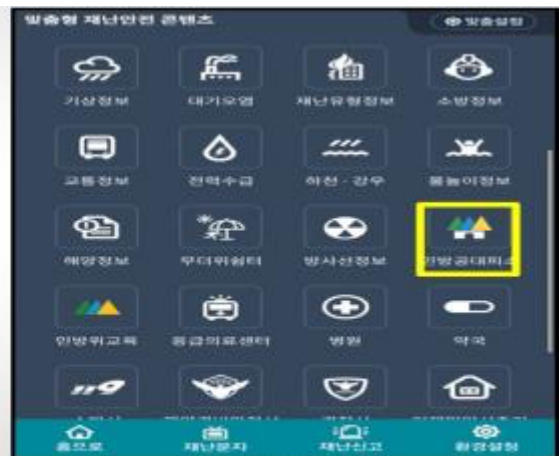 맞춤형 재난안전 콘텐츠
맞춤설정
기상정보 대기오염 재난유형정보 소방정보
교통정보 전력수급 하천·강우 물놀이정보
해양정보 무더위쉼터 방사선정보 민방공대피소
민방위교육 응급의료센터 병원 약국
홈으로 재난문자 재난신고 환경설정